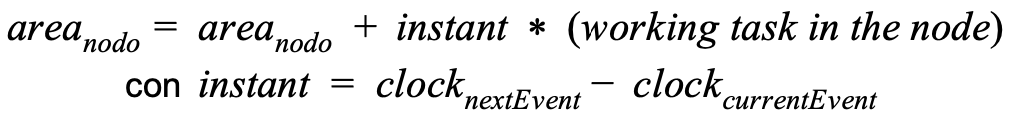 area_nodo = area_nodo + instant * (working task in the node)
con instant = clock_nextEvent − clock_currentEvent